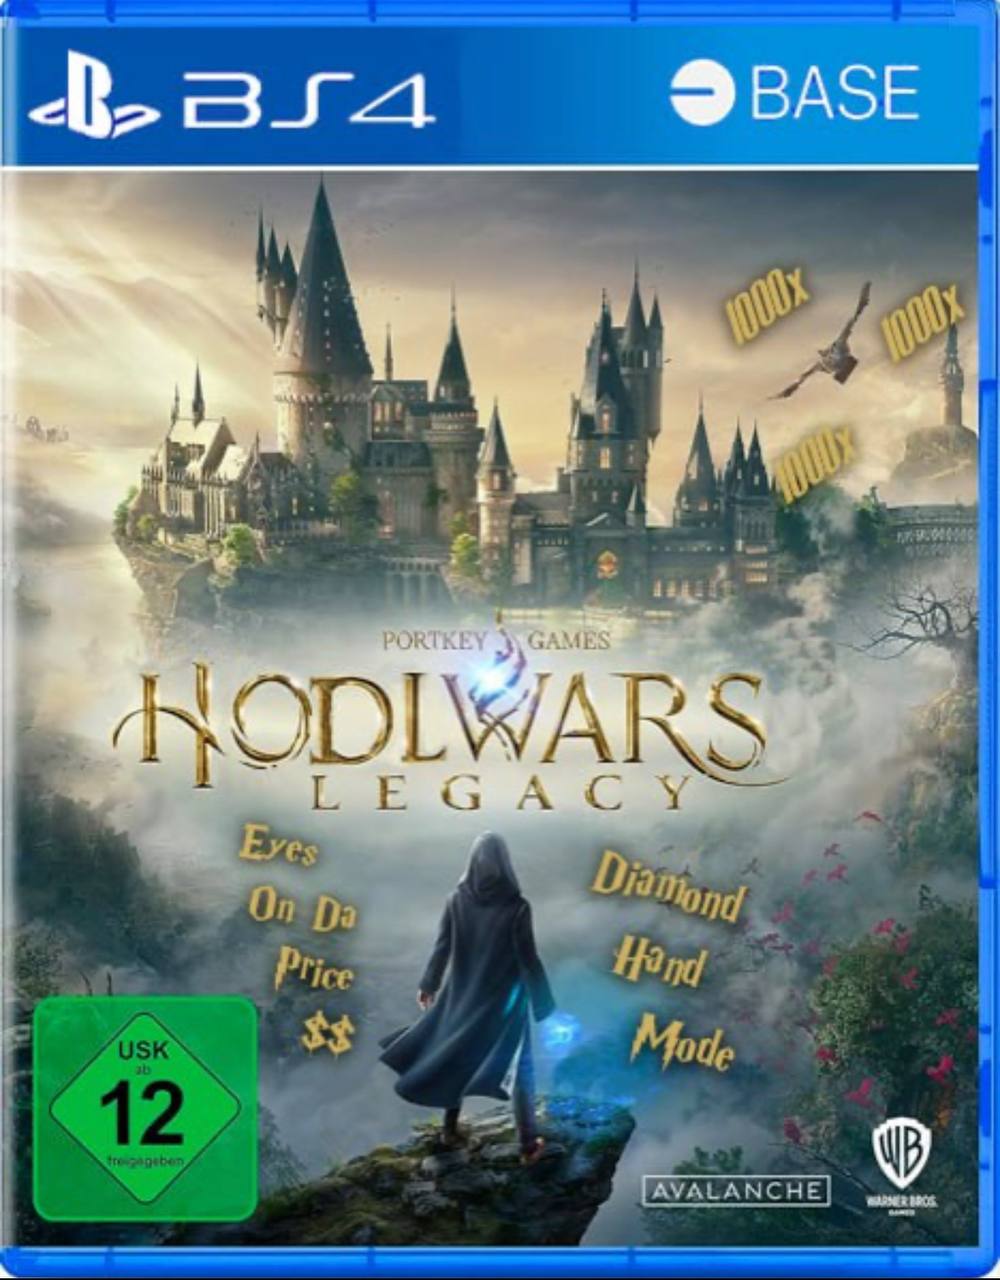 BS4
BASE
1000x
1000x
1000x
PORTKEY GAMES
HODLWARS
LEGACY
Eyes
On Da
Price
$$
Diamond
Hand
Mode
USK
ab
12
freigegeben
AVALANCHE
WB
WARNER BROS.
GAMES